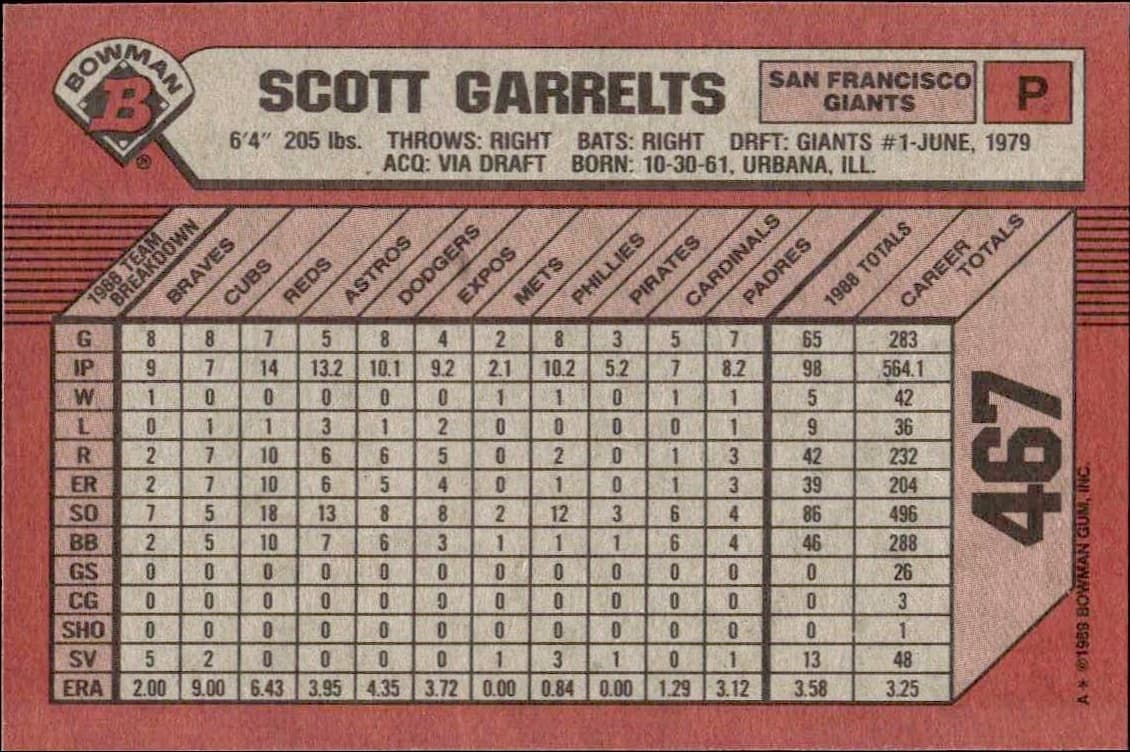 BOWMAN
B
®
SCOTT GARRELTS
SAN FRANCISCO
GIANTS
P
6'4" 205 lbs. THROWS: RIGHT BATS: RIGHT DRFT: GIANTS #1-JUNE, 1979
ACQ: VIA DRAFT BORN: 10-30-61, URBANA, ILL.
1988 TEAM BREAKDOWN BRAVES CUBS REDS ASTROS DODGERS EXPOS METS PHILLIES PIRATES CARDINALS PADRES 1988 TOTALS CAREER TOTALS
G 8 8 7 5 8 4 2 8 3 5 7 65 283
IP 9 7 14 13.2 10.1 9.2 2.1 10.2 5.2 7 8.2 98 564.1
W 1 0 0 0 0 0 1 1 0 1 1 5 42
L 0 1 1 3 1 2 0 0 0 0 1 9 36
R 2 7 10 6 6 5 0 2 0 1 3 42 232
ER 2 7 10 6 5 4 0 1 0 1 3 39 204
SO 7 5 18 13 8 8 2 12 3 6 4 86 496
BB 2 5 10 7 6 3 1 1 1 6 4 46 288
GS 0 0 0 0 0 0 0 0 0 0 0 0 26
CG 0 0 0 0 0 0 0 0 0 0 0 0 3
SHO 0 0 0 0 0 0 0 0 0 0 0 0 1
SV 5 2 0 0 0 0 1 3 1 0 1 13 48
ERA 2.00 9.00 6.43 3.95 4.35 3.72 0.00 0.84 0.00 1.29 3.12 3.58 3.25
467
A * ©1989 BOWMAN GUM, INC.